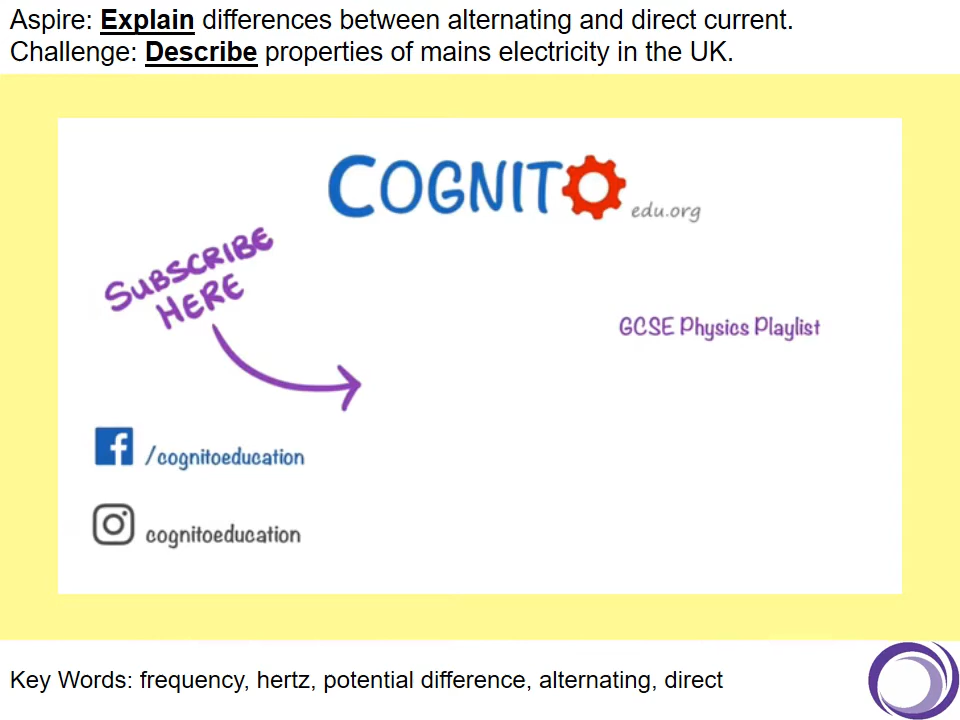 Aspire: Explain differences between alternating and direct current.
Challenge: Describe properties of mains electricity in the UK.
COGNITO
edu.org
SUBSCRIBE
HERE
GCSE Physics Playlist
/cognitoeducation
cognitoeducation
Key Words: frequency, hertz, potential difference, alternating, direct